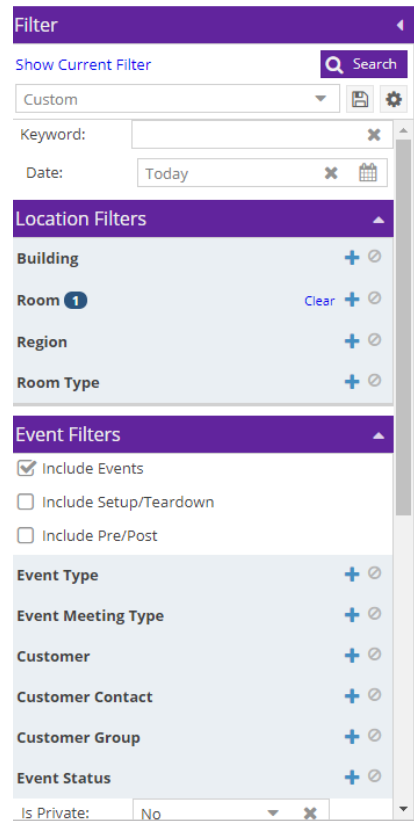 Filter
Show Current Filter Search
Custom
Keyword:
Date: Today
Location Filters
Building
Room 1 Clear
Region
Room Type
Event Filters
Include Events
Include Setup/Teardown
Include Pre/Post
Event Type
Event Meeting Type
Customer
Customer Contact
Customer Group
Event Status
Is Private: No